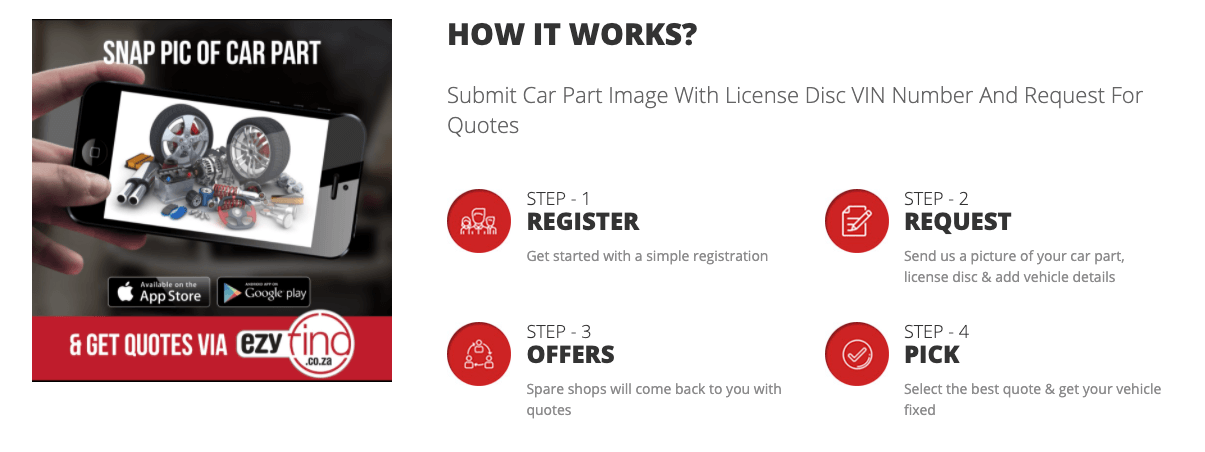 SNAP PIC OF CAR PART
Available on the
App Store
ANDROID APP ON
Google play
& GET QUOTES VIA ezyfind
.co.za
HOW IT WORKS?
Submit Car Part Image With License Disc VIN Number And Request For
Quotes
STEP - 1
REGISTER
Get started with a simple registration
STEP - 2
REQUEST
Send us a picture of your car part,
license disc & add vehicle details
STEP - 3
OFFERS
Spare shops will come back to you with
quotes
STEP - 4
PICK
Select the best quote & get your vehicle
fixed